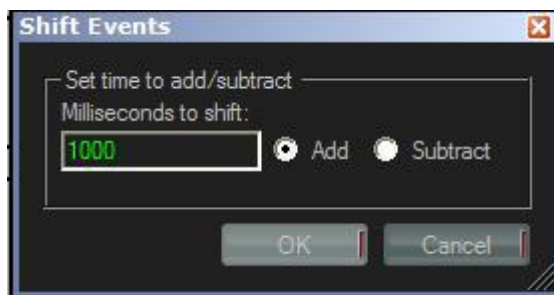 Shift Events
Set time to add/subtract
Milliseconds to shift:
1000 Add Subtract
OK Cancel